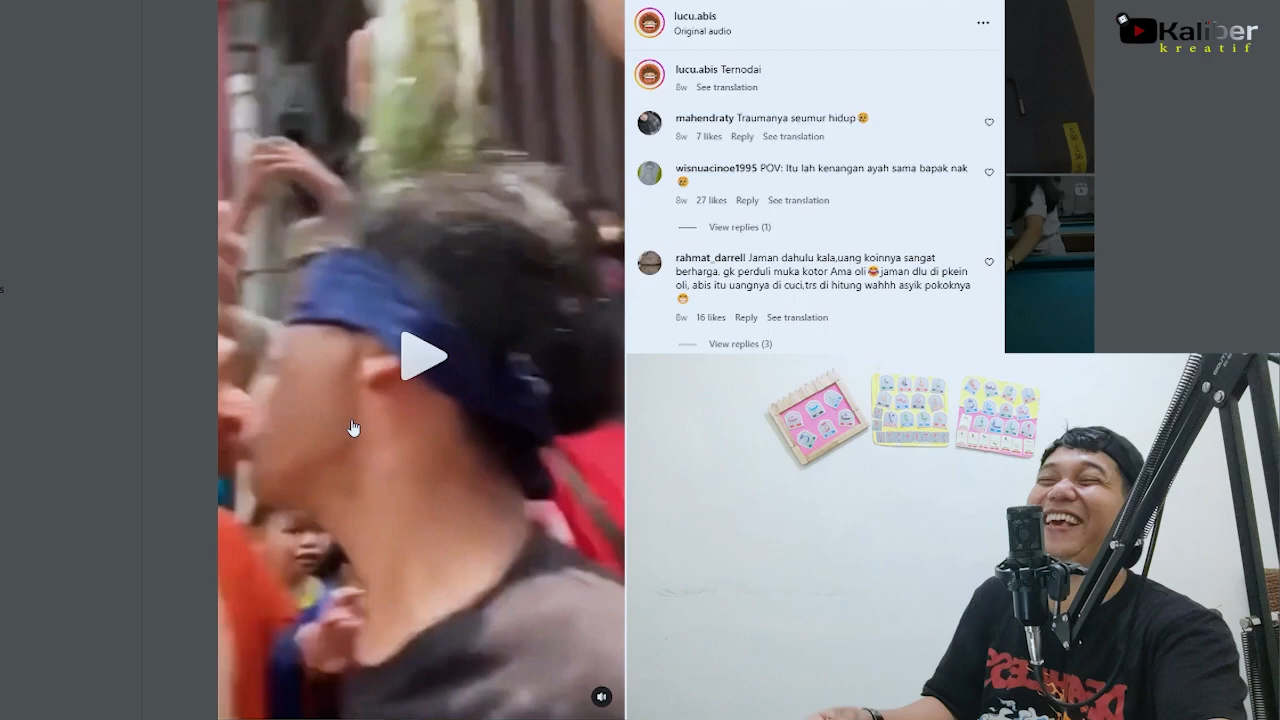 lucu.abis
Original audio
lucu.abis Ternodai
8w See translation
mahendraty Traumanya seumur hidup😢
8w 7 likes Reply See translation
wisnuacinoe1995 POV: Itu lah kenangan ayah sama bapak nak
😢
8w 27 likes Reply See translation
View replies (1)
rahmat_darrell Jaman dahulu kala,uang koinnya sangat
berharga, gk perduli muka kotor Ama oli😂jaman dlu di pkein
oli, abis itu uangnya di cuci,trs di hitung wahhh asyik pokoknya
😁
8w 16 likes Reply See translation
View replies (3)
Kaliber
kreatif
s